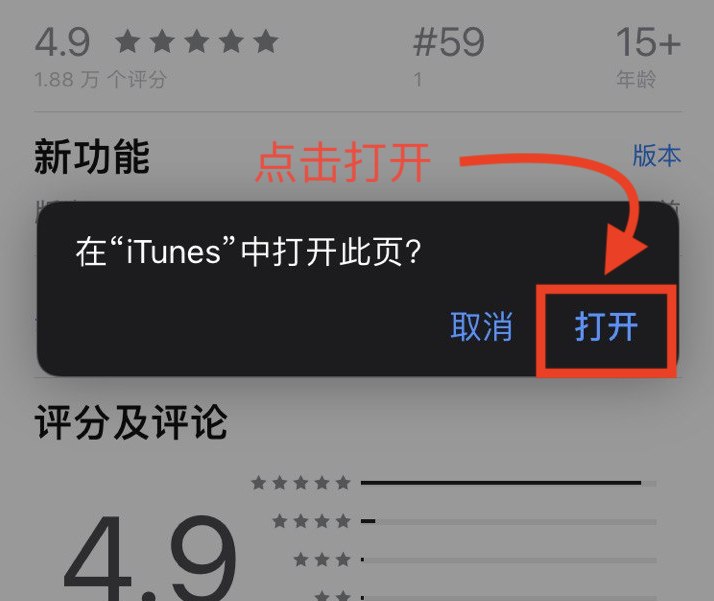 4.9 ★★★★★
#59
15+
1.88 万 个评分
1
年龄
新功能
点击打开
版本
在“iTunes”中打开此页?
取消
打开
评分及评论
★★★★★
★★★★
★★★
★★
4.9